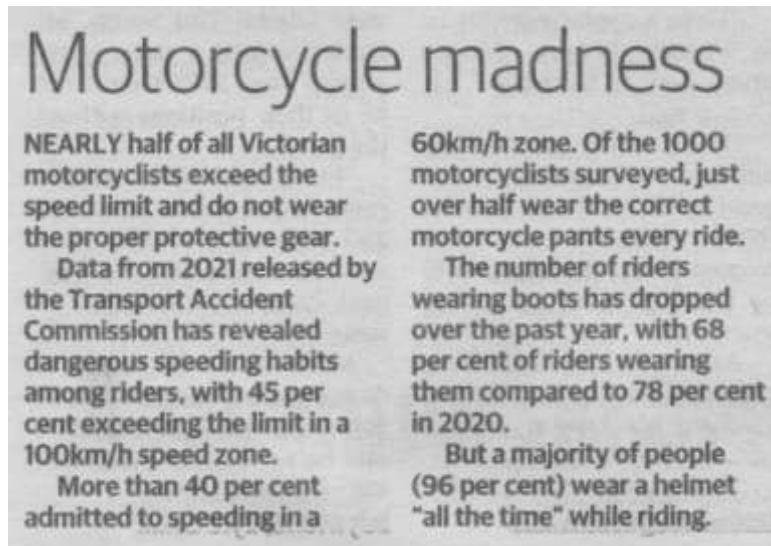 Motorcycle madness
NEARLY half of all Victorian
motorcyclists exceed the
speed limit and do not wear
the proper protective gear.
Data from 2021 released by
the Transport Accident
Commission has revealed
dangerous speeding habits
among riders, with 45 per
cent exceeding the limit in a
100km/h speed zone.
More than 40 per cent
admitted to speeding in a
60km/h zone. Of the 1000
motorcyclists surveyed, just
over half wear the correct
motorcycle pants every ride.
The number of riders
wearing boots has dropped
over the past year, with 68
per cent of riders wearing
them compared to 78 per cent
in 2020.
But a majority of people
(96 per cent) wear a helmet
"all the time" while riding.